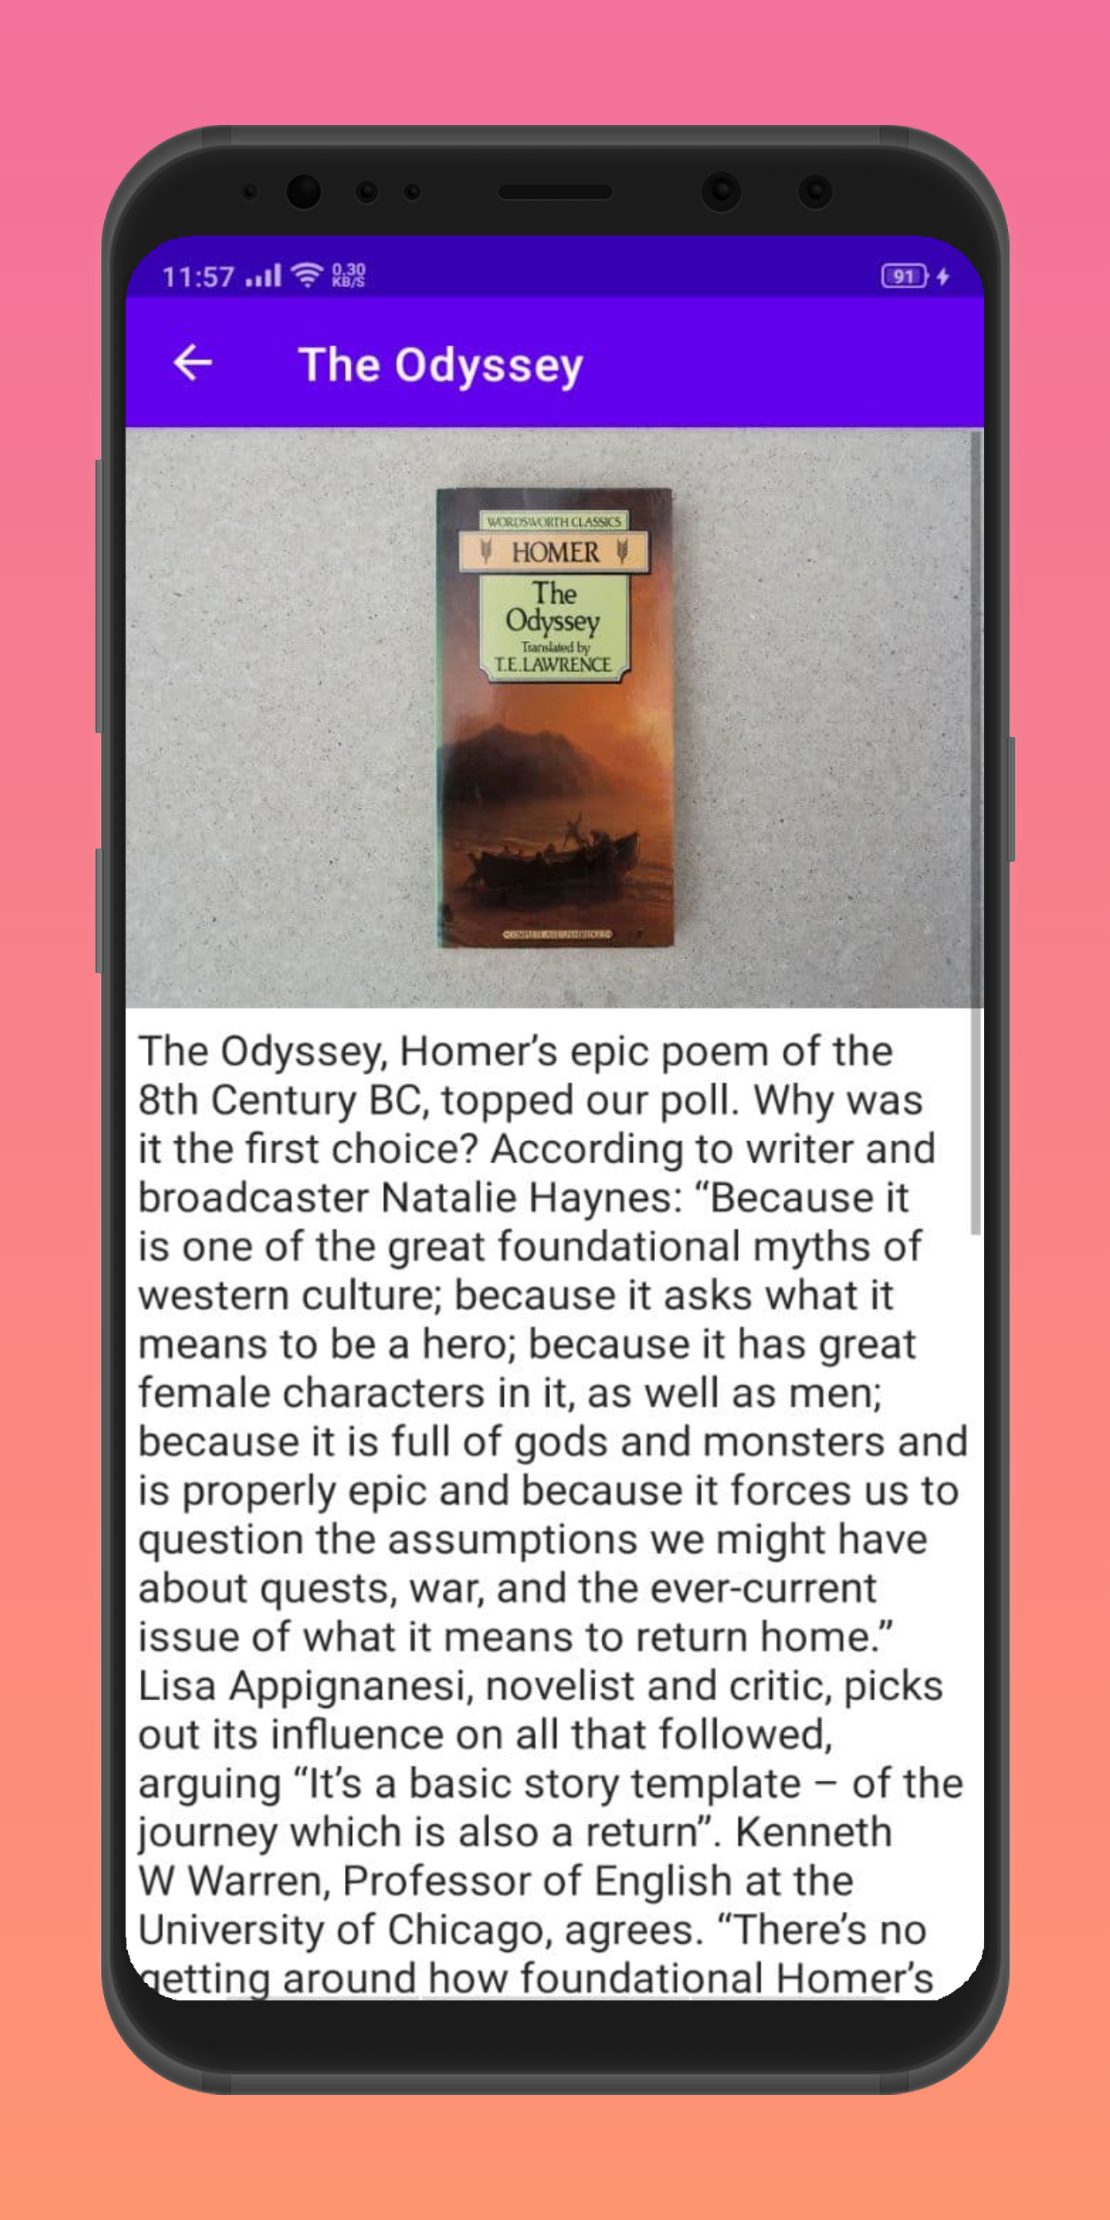 11:57 0.30 KB/S 91
The Odyssey
WORDSWORTH CLASSICS
HOMER
The
Odyssey
Translated by
T.E.LAWRENCE
COMPLETE AND UNABRIDGED
The Odyssey, Homer’s epic poem of the
8th Century BC, topped our poll. Why was
it the first choice? According to writer and
broadcaster Natalie Haynes: “Because it
is one of the great foundational myths of
western culture; because it asks what it
means to be a hero; because it has great
female characters in it, as well as men;
because it is full of gods and monsters and
is properly epic and because it forces us to
question the assumptions we might have
about quests, war, and the ever-current
issue of what it means to return home.”
Lisa Appignanesi, novelist and critic, picks
out its influence on all that followed,
arguing “It’s a basic story template – of the
journey which is also a return”. Kenneth
W Warren, Professor of English at the
University of Chicago, agrees. “There’s no
getting around how foundational Homer’s